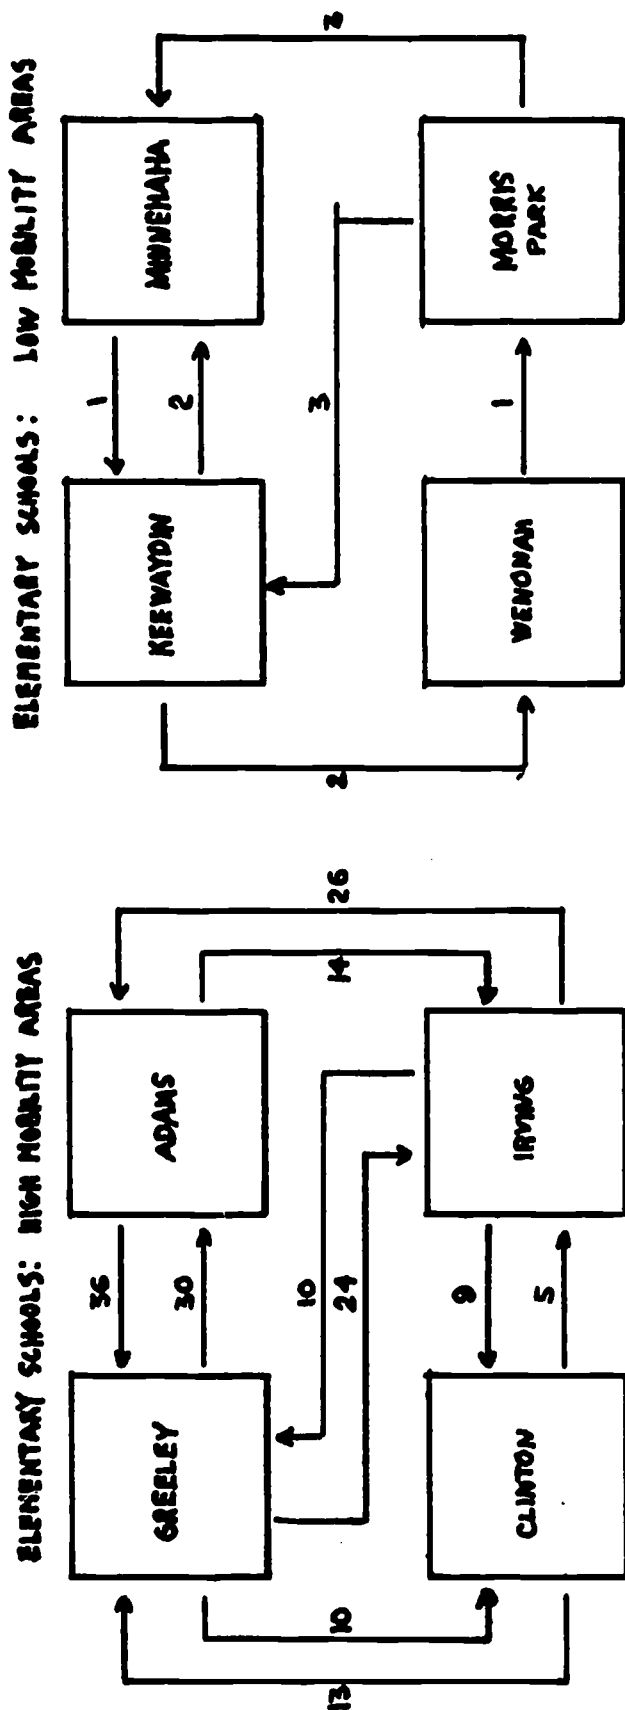 ELEMENTARY SCHOOLS: HIGH MOBILITY AREAS
GREELEY
36
30
ADAMS
10
24
13
10
14
26
CLINTON
9
5
IRVING
ELEMENTARY SCHOOLS: LOW MOBILITY AREAS
KEEWAYDIN
1
2
MINNEHAHA
2
3
WENONAH
1
MORRIS
PARK